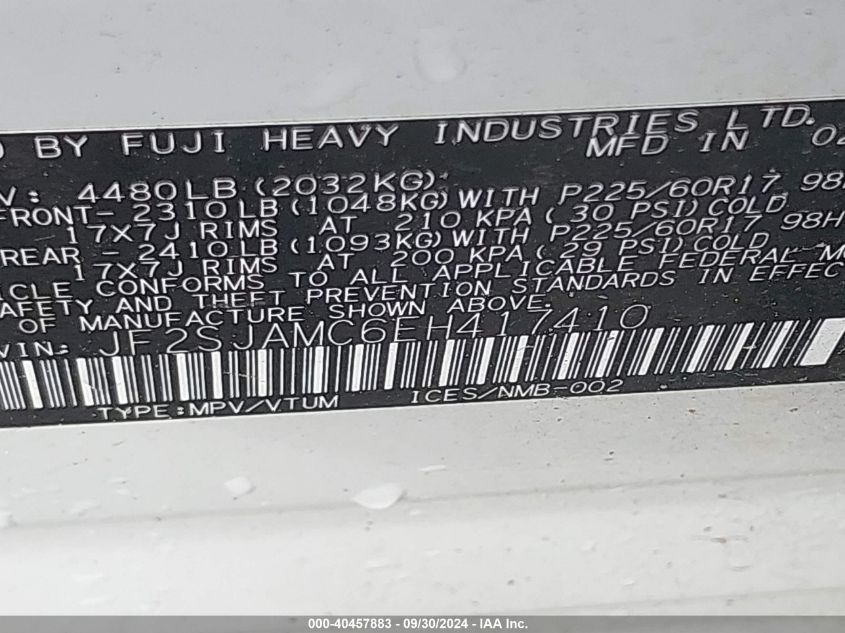 BY FUJI HEAVY INDUSTRIES LTD.
MFD IN 02
4480LB (2032KG)
FRONT- 2310LB (1048KG) WITH P225/60R17 98H
17X7J RIMS AT 210 KPA (30 PSI) COLD
REAR - 2410LB (1093KG) WITH P225/60R17 98H
17X7J RIMS AT 200 KPA (29 PSI) COLD
CONFORMS TO ALL APPLICABLE FEDERAL
AND THEFT PREVENTION STANDARDS IN
OF MANUFACTURE SHOWN ABOVE.
VIN: JF2SJAMC6EH417410
TYPE: MPV/VTUM ICES/NMB-002
000-40457883 - 09/30/2024 - IAA Inc.